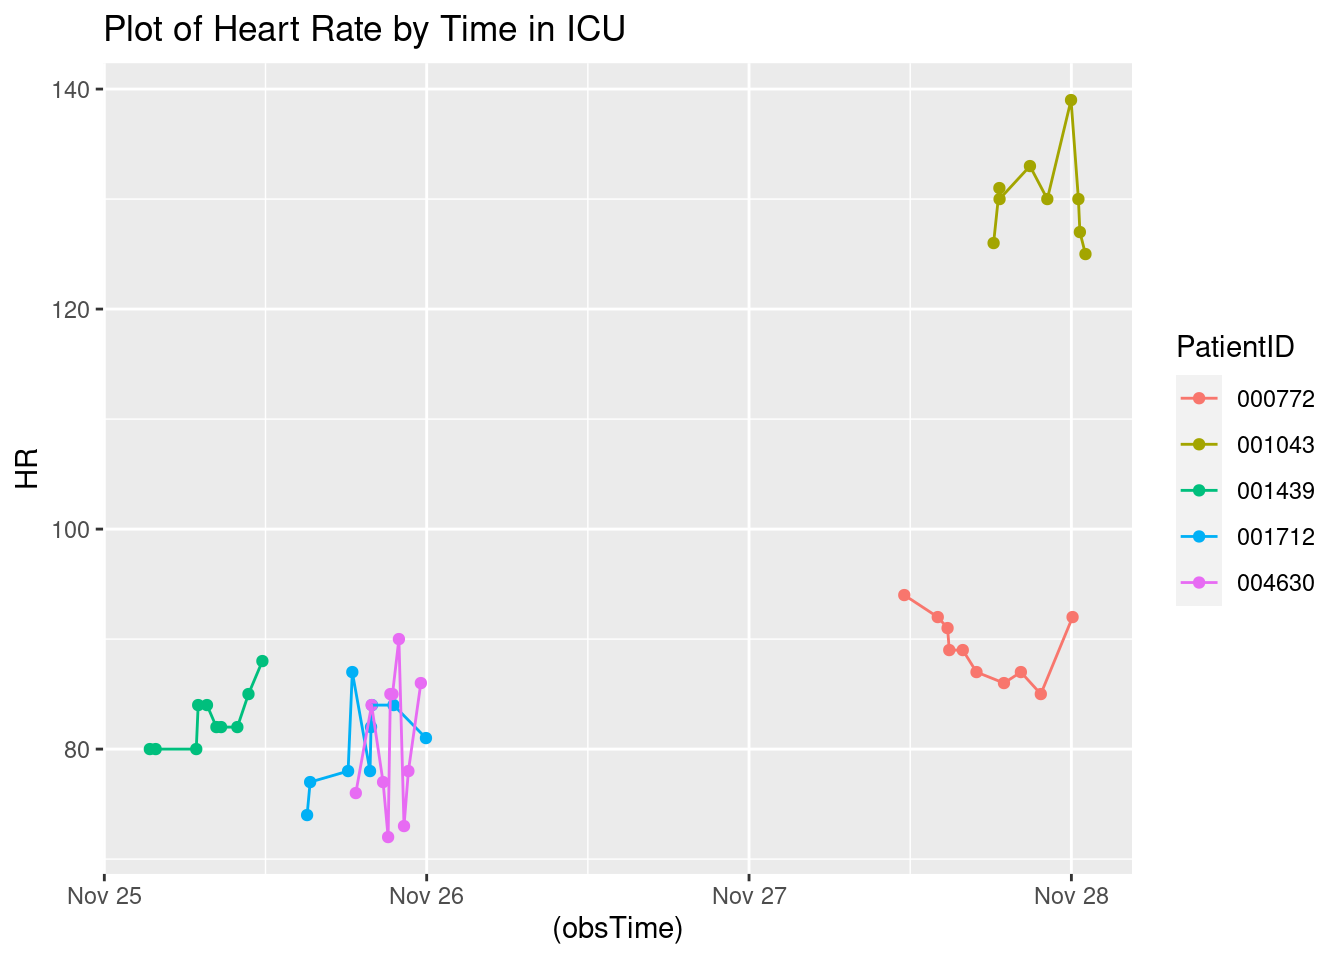 Plot of Heart Rate by Time in ICU
140
120
100
80
HR
Nov 25
Nov 26
Nov 27
Nov 28
(obsTime)
PatientID
000772
001043
001439
001712
004630